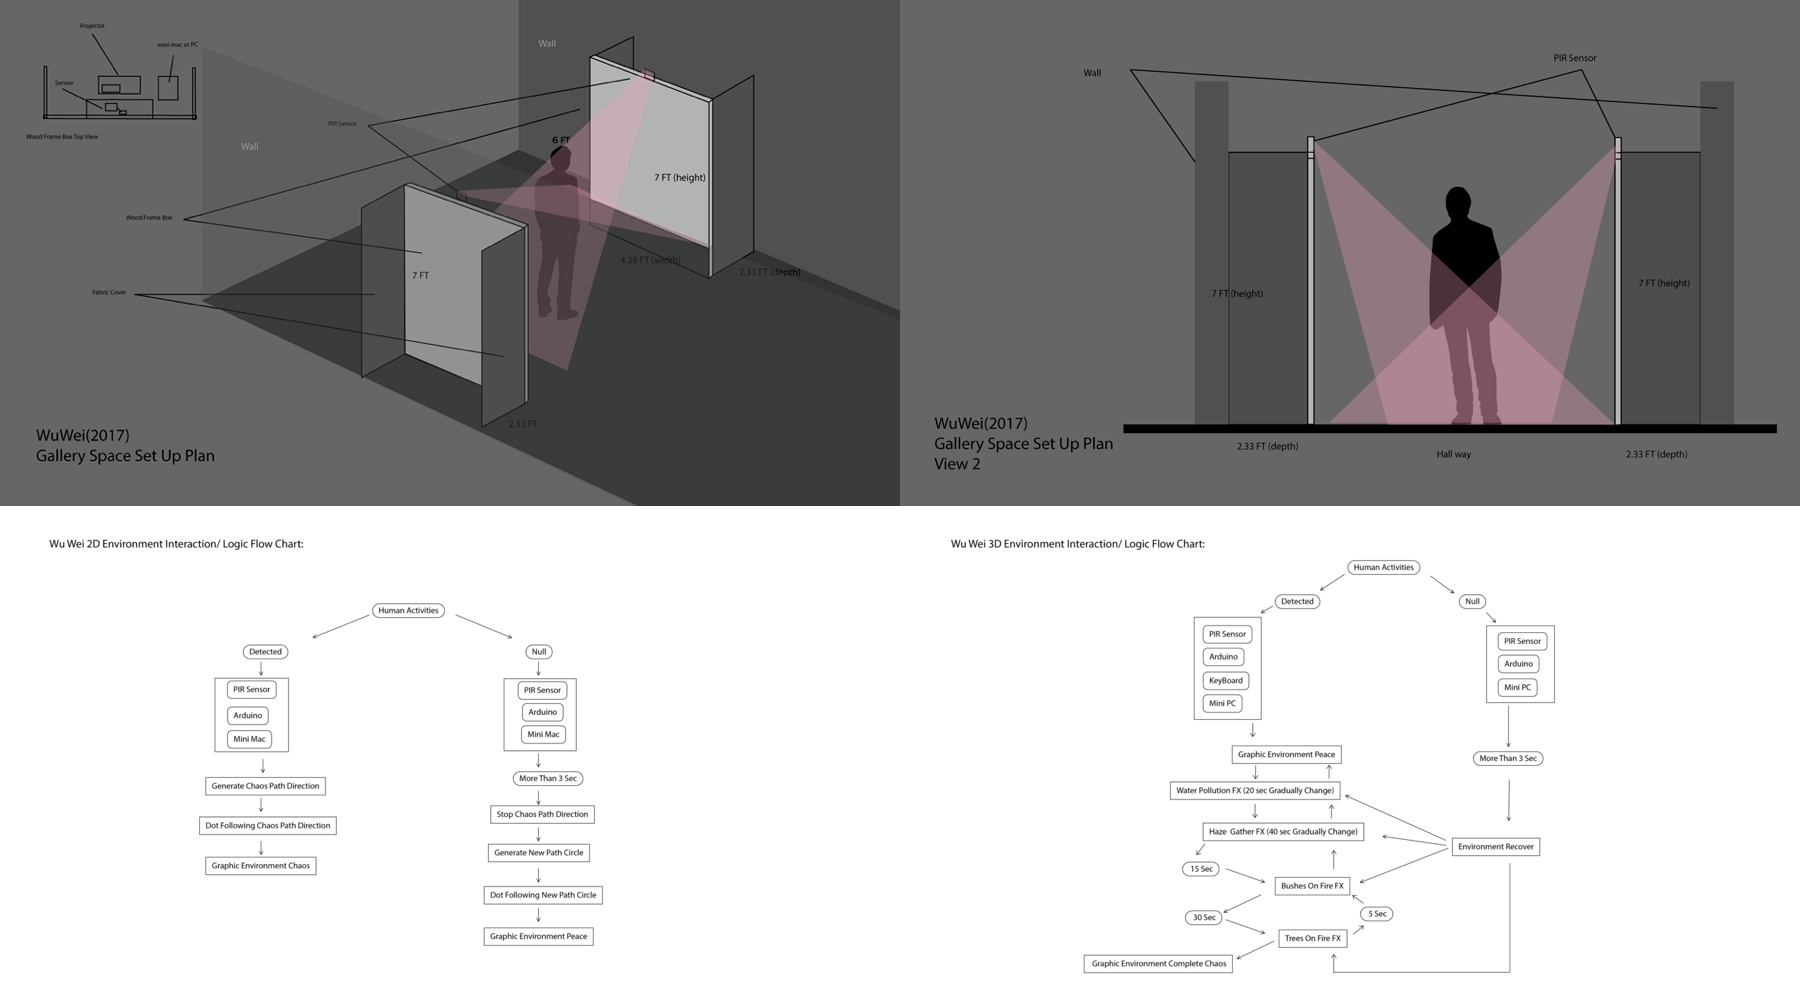 Projector
mini mac or PC
Sensor
Wood Frame Box Top View
Wall
Wall
PIR Sensor
6 FT
7 FT (height)
Wood Frame Box
4.38 FT (width)
2.33 FT (depth)
7 FT
Fabric Cover
2.33 FT
WuWei(2017)
Gallery Space Set Up Plan
PIR Sensor
Wall
7 FT (height)
7 FT (height)
WuWei(2017)
Gallery Space Set Up Plan
View 2
2.33 FT (depth)
Hall way
2.33 FT (depth)
Wu Wei 2D Environment Interaction/ Logic Flow Chart:
Human Activities
Detected
PIR Sensor
Arduino
Mini Mac
Generate Chaos Path Direction
Dot Following Chaos Path Direction
Graphic Environment Chaos
Null
PIR Sensor
Arduino
Mini Mac
More Than 3 Sec
Stop Chaos Path Direction
Generate New Path Circle
Dot Following New Path Circle
Graphic Environment Peace
Wu Wei 3D Environment Interaction/ Logic Flow Chart:
Human Activities
Detected
PIR Sensor
Arduino
KeyBoard
Mini PC
Graphic Environment Peace
Water Pollution FX (20 sec Gradually Change)
Haze Gather FX (40 sec Gradually Change)
15 Sec
Bushes On Fire FX
30 Sec
5 Sec
Trees On Fire FX
Graphic Environment Complete Chaos
Null
PIR Sensor
Arduino
Mini PC
More Than 3 Sec
Environment Recover